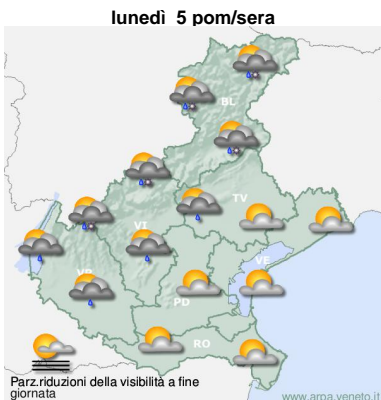 lunedì 5 pom/sera
BL
TV
VI
VE
VR
PD
RO
Parz.riduzioni della visibilità a fine
giornata
www.arpa.veneto.it